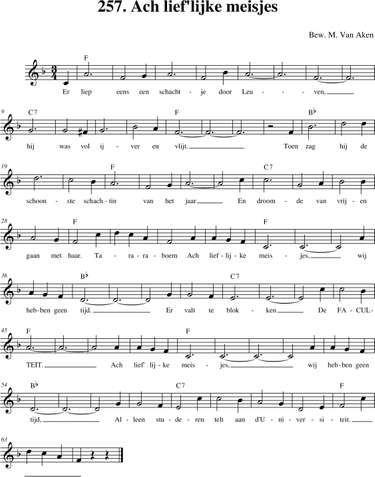 257. Ach lief'lijke meisjes
Bew. M. Van Aken
F
Er liep eens een schacht- je door Leu- ven,
9 C7 F Bb
hij was vol ij- ver en vlijt. Toen zag hij de
19 F C7
schoon- ste schachtin van het jaar En droom- de van vrij- en
28 F
gaan met haar. Ta- ra- ra- boem Ach lief- lij- ke meis- jes, wij
36 Bb C7
heb- ben geen tijd. Er valt te blok- ken De FA- CUL-
45 F
TEIT. Ach lief' lij- ke meis- jes, wij heb- ben geen
54 Bb C7 F
tijd, Al- leen stu- de- ren telt aan d'U- ni- ver- si- teit.
63